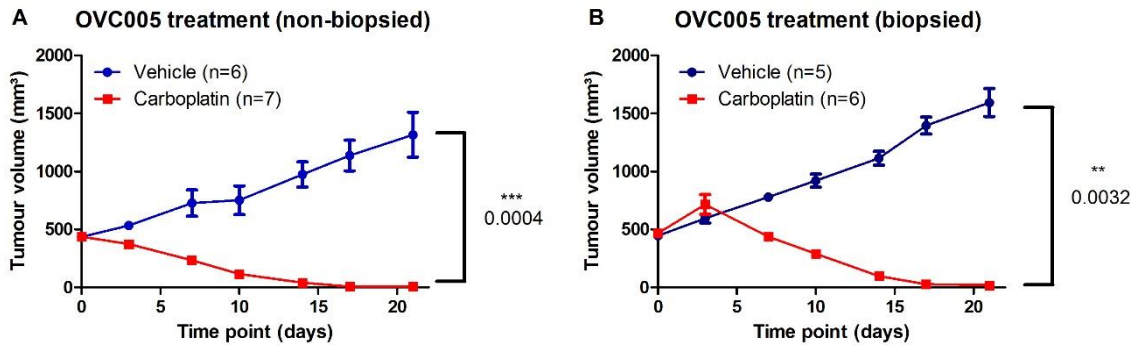 A OVC005 treatment (non-biopsied)
Tumour volume (mm³)
2000
1500
1000
500
0
Vehicle (n=6)
Carboplatin (n=7)
***
0.0004
0 5 10 15 20
Time point (days)
B OVC005 treatment (biopsied)
Tumour volume (mm³)
2000
1500
1000
500
0
Vehicle (n=5)
Carboplatin (n=6)
**
0.0032
0 5 10 15 20
Time point (days)